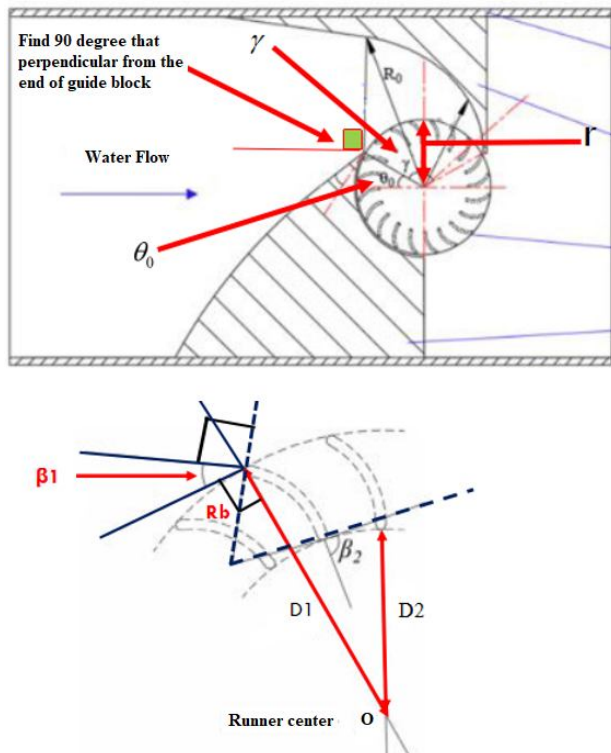 Find 90 degree that
perpendicular from the
end of guide block
γ
R₀
r
Water Flow
γ
θ₀
θ₀
β1
Rb
β₂
D1
D2
Runner center O